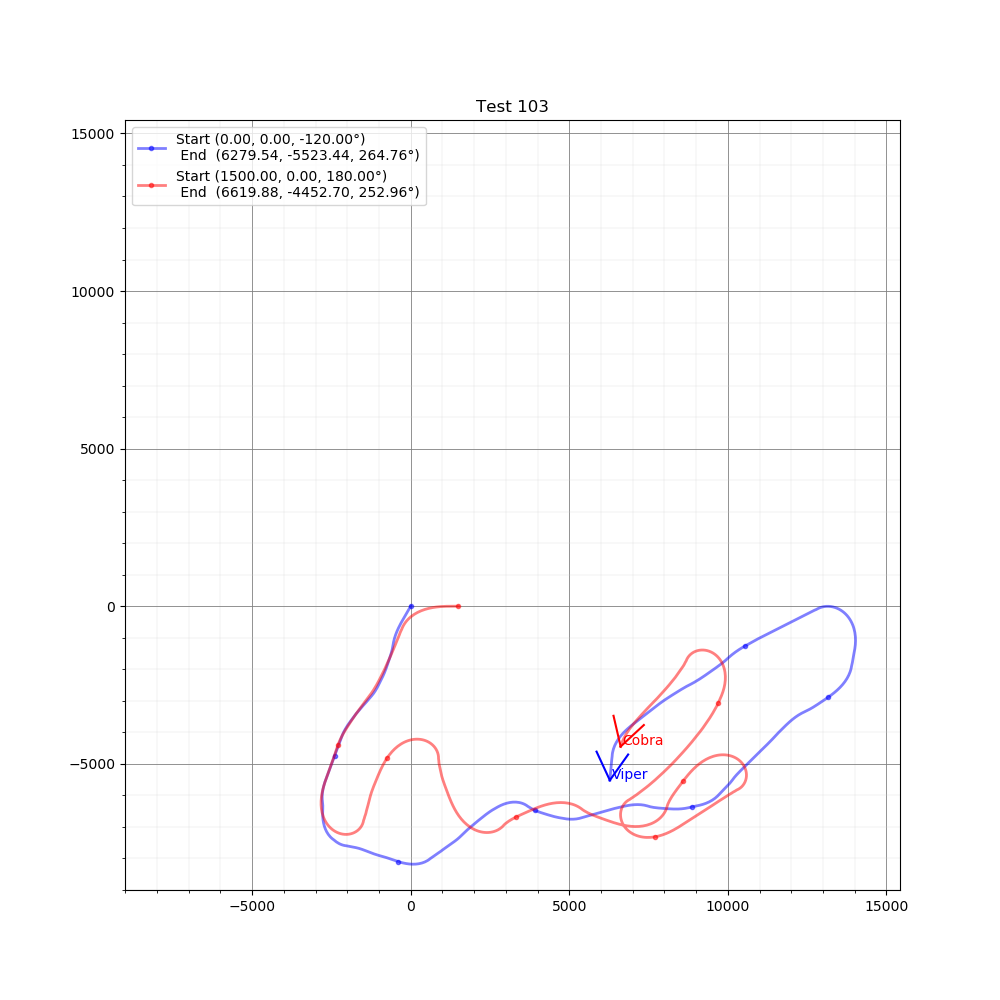 Test 103
Start (0.00, 0.00, -120.00°)
End  (6279.54, -5523.44, 264.76°)
Start (1500.00, 0.00, 180.00°)
End  (6619.88, -4452.70, 252.96°)
15000
10000
5000
0
−5000
Cobra
Viper
−5000
0
5000
10000
15000